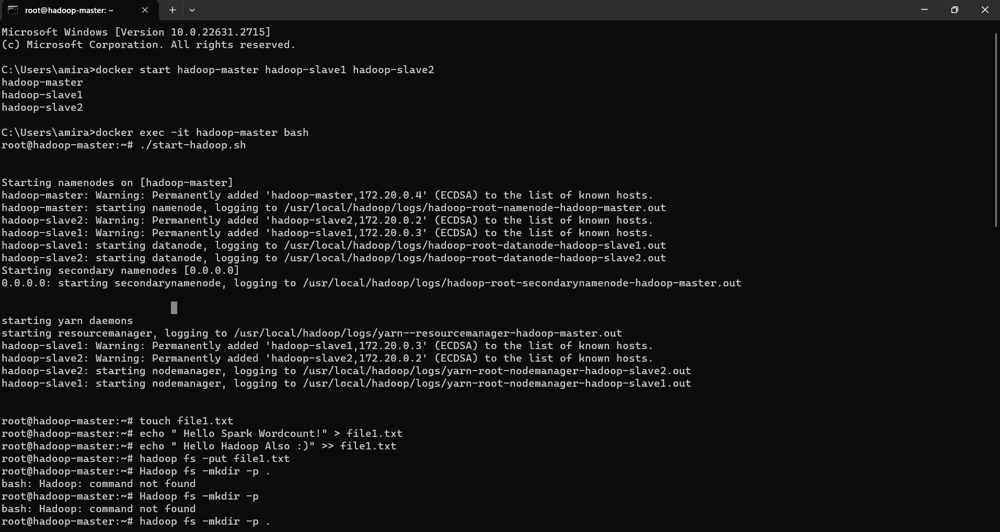 root@hadoop-master: ~
Microsoft Windows [Version 10.0.22631.2715]
(c) Microsoft Corporation. All rights reserved.
C:\Users\amira>docker start hadoop-master hadoop-slave1 hadoop-slave2
hadoop-master
hadoop-slave1
hadoop-slave2
C:\Users\amira>docker exec -it hadoop-master bash
root@hadoop-master:~# ./start-hadoop.sh
Starting namenodes on [hadoop-master]
hadoop-master: Warning: Permanently added 'hadoop-master,172.20.0.4' (ECDSA) to the list of known hosts.
hadoop-master: starting namenode, logging to /usr/local/hadoop/logs/hadoop-root-namenode-hadoop-master.out
hadoop-slave2: Warning: Permanently added 'hadoop-slave2,172.20.0.2' (ECDSA) to the list of known hosts.
hadoop-slave1: Warning: Permanently added 'hadoop-slave1,172.20.0.3' (ECDSA) to the list of known hosts.
hadoop-slave1: starting datanode, logging to /usr/local/hadoop/logs/hadoop-root-datanode-hadoop-slave1.out
hadoop-slave2: starting datanode, logging to /usr/local/hadoop/logs/hadoop-root-datanode-hadoop-slave2.out
Starting secondary namenodes [0.0.0.0]
0.0.0.0: starting secondarynamenode, logging to /usr/local/hadoop/logs/hadoop-root-secondarynamenode-hadoop-master.out
starting yarn daemons
starting resourcemanager, logging to /usr/local/hadoop/logs/yarn--resourcemanager-hadoop-master.out
hadoop-slave1: Warning: Permanently added 'hadoop-slave1,172.20.0.3' (ECDSA) to the list of known hosts.
hadoop-slave2: Warning: Permanently added 'hadoop-slave2,172.20.0.2' (ECDSA) to the list of known hosts.
hadoop-slave2: starting nodemanager, logging to /usr/local/hadoop/logs/yarn-root-nodemanager-hadoop-slave2.out
hadoop-slave1: starting nodemanager, logging to /usr/local/hadoop/logs/yarn-root-nodemanager-hadoop-slave1.out
root@hadoop-master:~# touch file1.txt
root@hadoop-master:~# echo " Hello Spark Wordcount!" > file1.txt
root@hadoop-master:~# echo " Hello Hadoop Also :)" >> file1.txt
root@hadoop-master:~# hadoop fs -put file1.txt
root@hadoop-master:~# Hadoop fs -mkdir -p .
bash: Hadoop: command not found
root@hadoop-master:~# Hadoop fs -mkdir -p
bash: Hadoop: command not found
root@hadoop-master:~# hadoop fs -mkdir -p .